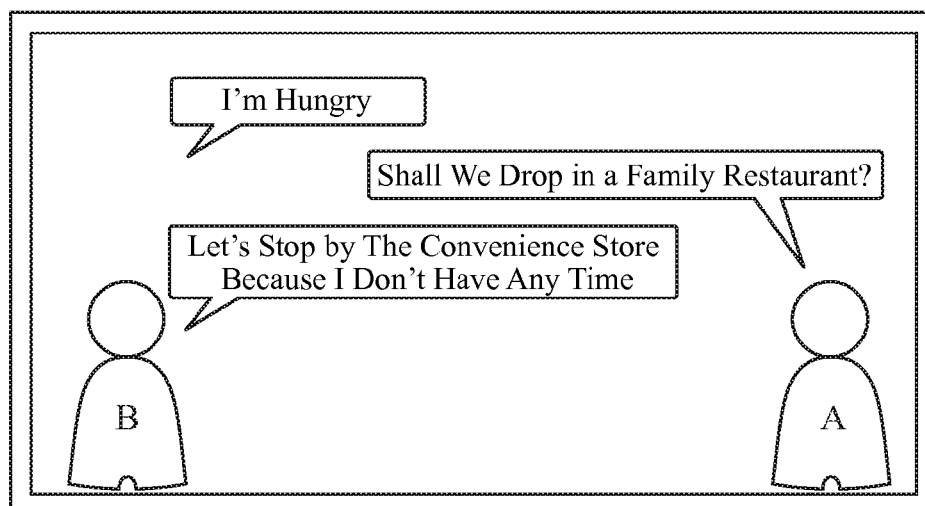 I'm Hungry
Shall We Drop in a Family Restaurant?
Let's Stop by The Convenience Store
Because I Don't Have Any Time
B
A